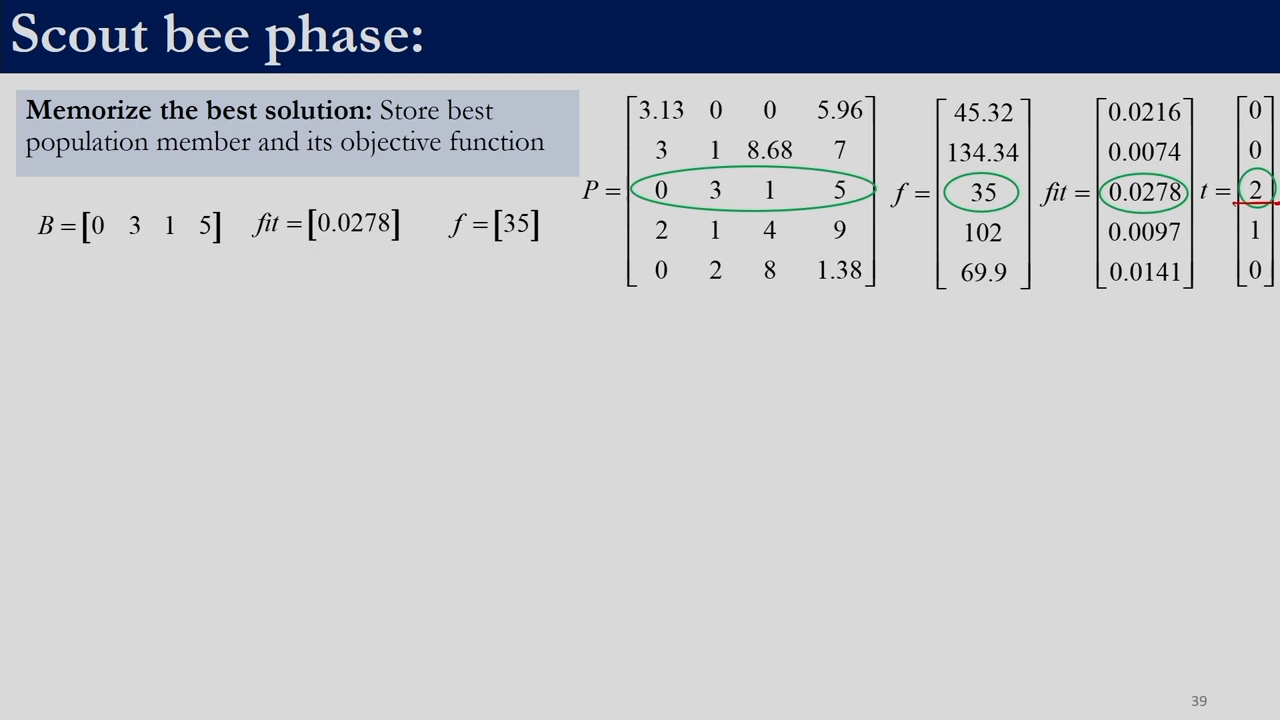 Scout bee phase:
Memorize the best solution: Store best
population member and its objective function
B = [0 3 1 5] fit = [0.0278] f = [35]
P =
3.13 0 0 5.96
3 1 8.68 7
0 3 1 5
2 1 4 9
0 2 8 1.38
f =
45.32
134.34
35
102
69.9
fit =
0.0216
0.0074
0.0278
0.0097
0.0141
t =
0
0
2
1
0
39